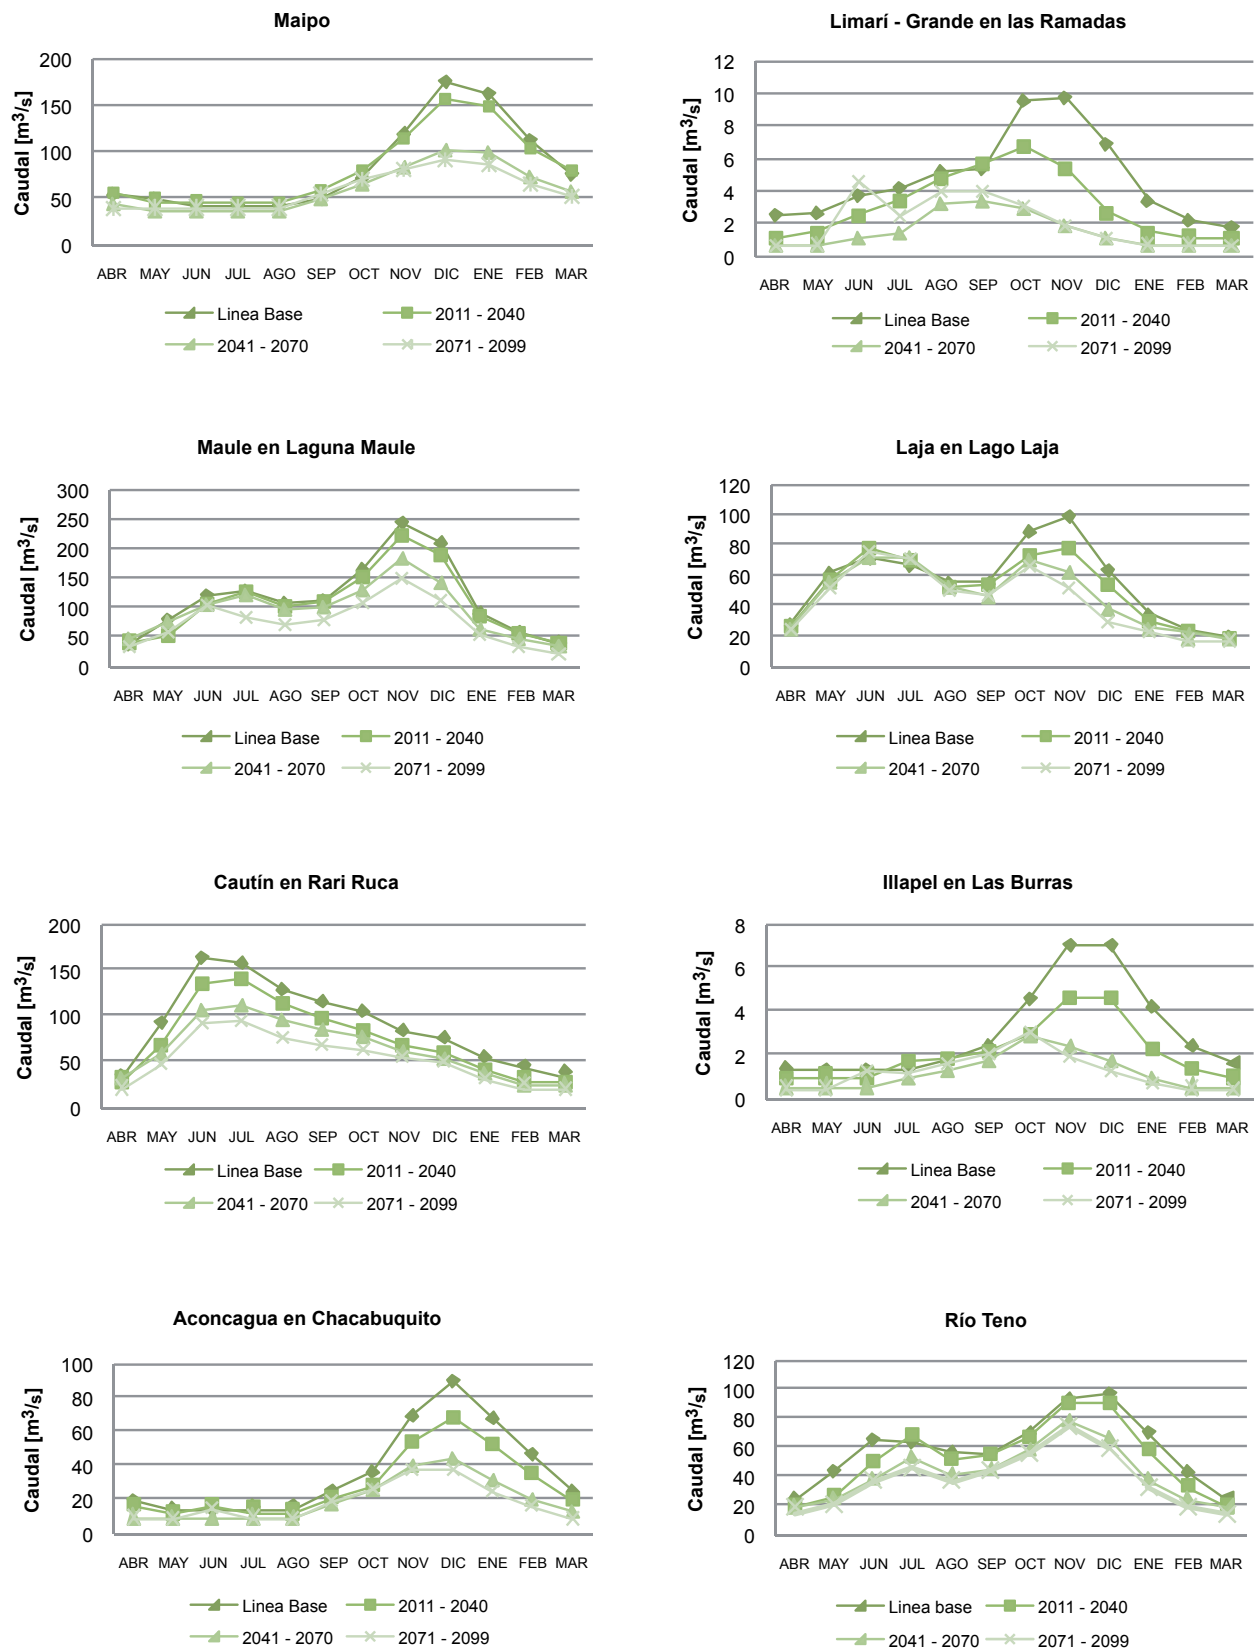 Maipo
Caudal [m³/s]
200
150
100
50
0
ABR MAY JUN JUL AGO SEP OCT NOV DIC ENE FEB MAR
Linea Base 2011 - 2040
2041 - 2070 2071 - 2099
Limarí - Grande en las Ramadas
Caudal [m³/s]
12
10
8
6
4
2
0
ABR MAY JUN JUL AGO SEP OCT NOV DIC ENE FEB MAR
Linea Base 2011 - 2040
2041 - 2070 2071 - 2099
Maule en Laguna Maule
Caudal [m³/s]
300
250
200
150
100
50
0
ABR MAY JUN JUL AGO SEP OCT NOV DIC ENE FEB MAR
Linea Base 2011 - 2040
2041 - 2070 2071 - 2099
Laja en Lago Laja
Caudal [m³/s]
120
100
80
60
40
20
0
ABR MAY JUN JUL AGO SEP OCT NOV DIC ENE FEB MAR
Linea Base 2011 - 2040
2041 - 2070 2071 - 2099
Cautín en Rari Ruca
Caudal [m³/s]
200
150
100
50
0
ABR MAY JUN JUL AGO SEP OCT NOV DIC ENE FEB MAR
Linea Base 2011 - 2040
2041 - 2070 2071 - 2099
Illapel en Las Burras
Caudal [m³/s]
8
6
4
2
0
ABR MAY JUN JUL AGO SEP OCT NOV DIC ENE FEB MAR
Linea Base 2011 - 2040
2041 - 2070 2071 - 2099
Aconcagua en Chacabuquito
Caudal [m³/s]
100
80
60
40
20
0
ABR MAY JUN JUL AGO SEP OCT NOV DIC ENE FEB MAR
Linea Base 2011 - 2040
2041 - 2070 2071 - 2099
Río Teno
Caudal [m³/s]
120
100
80
60
40
20
0
ABR MAY JUN JUL AGO SEP OCT NOV DIC ENE FEB MAR
Linea base 2011 - 2040
2041 - 2070 2071 - 2099